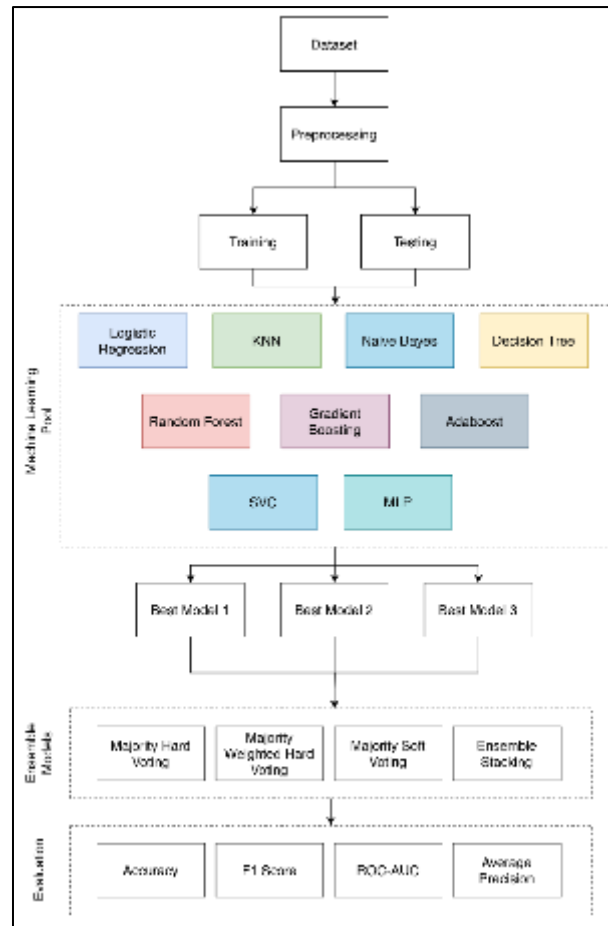 Dataset
Preprocessing
Training
Testing
Machine Learning
Pool
Logistic
Regression
KNN
Naive Bayes
Decision Tree
Random Forest
Gradient
Boosting
Adaboost
SVC
MLP
Best Model 1
Best Model 2
Best Model 3
Ensemble
Models
Majority Hard
Voting
Majority
Weighted Hard
Voting
Majority Soft
Voting
Ensemble
Stacking
Evaluation
Accuracy
F1 Score
ROC-AUC
Average
Precision